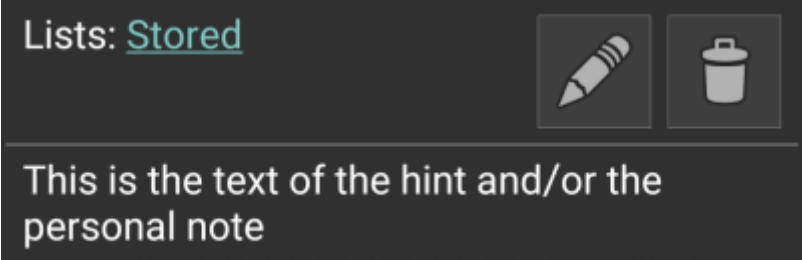 Lists: Stored
This is the text of the hint and/or the
personal note